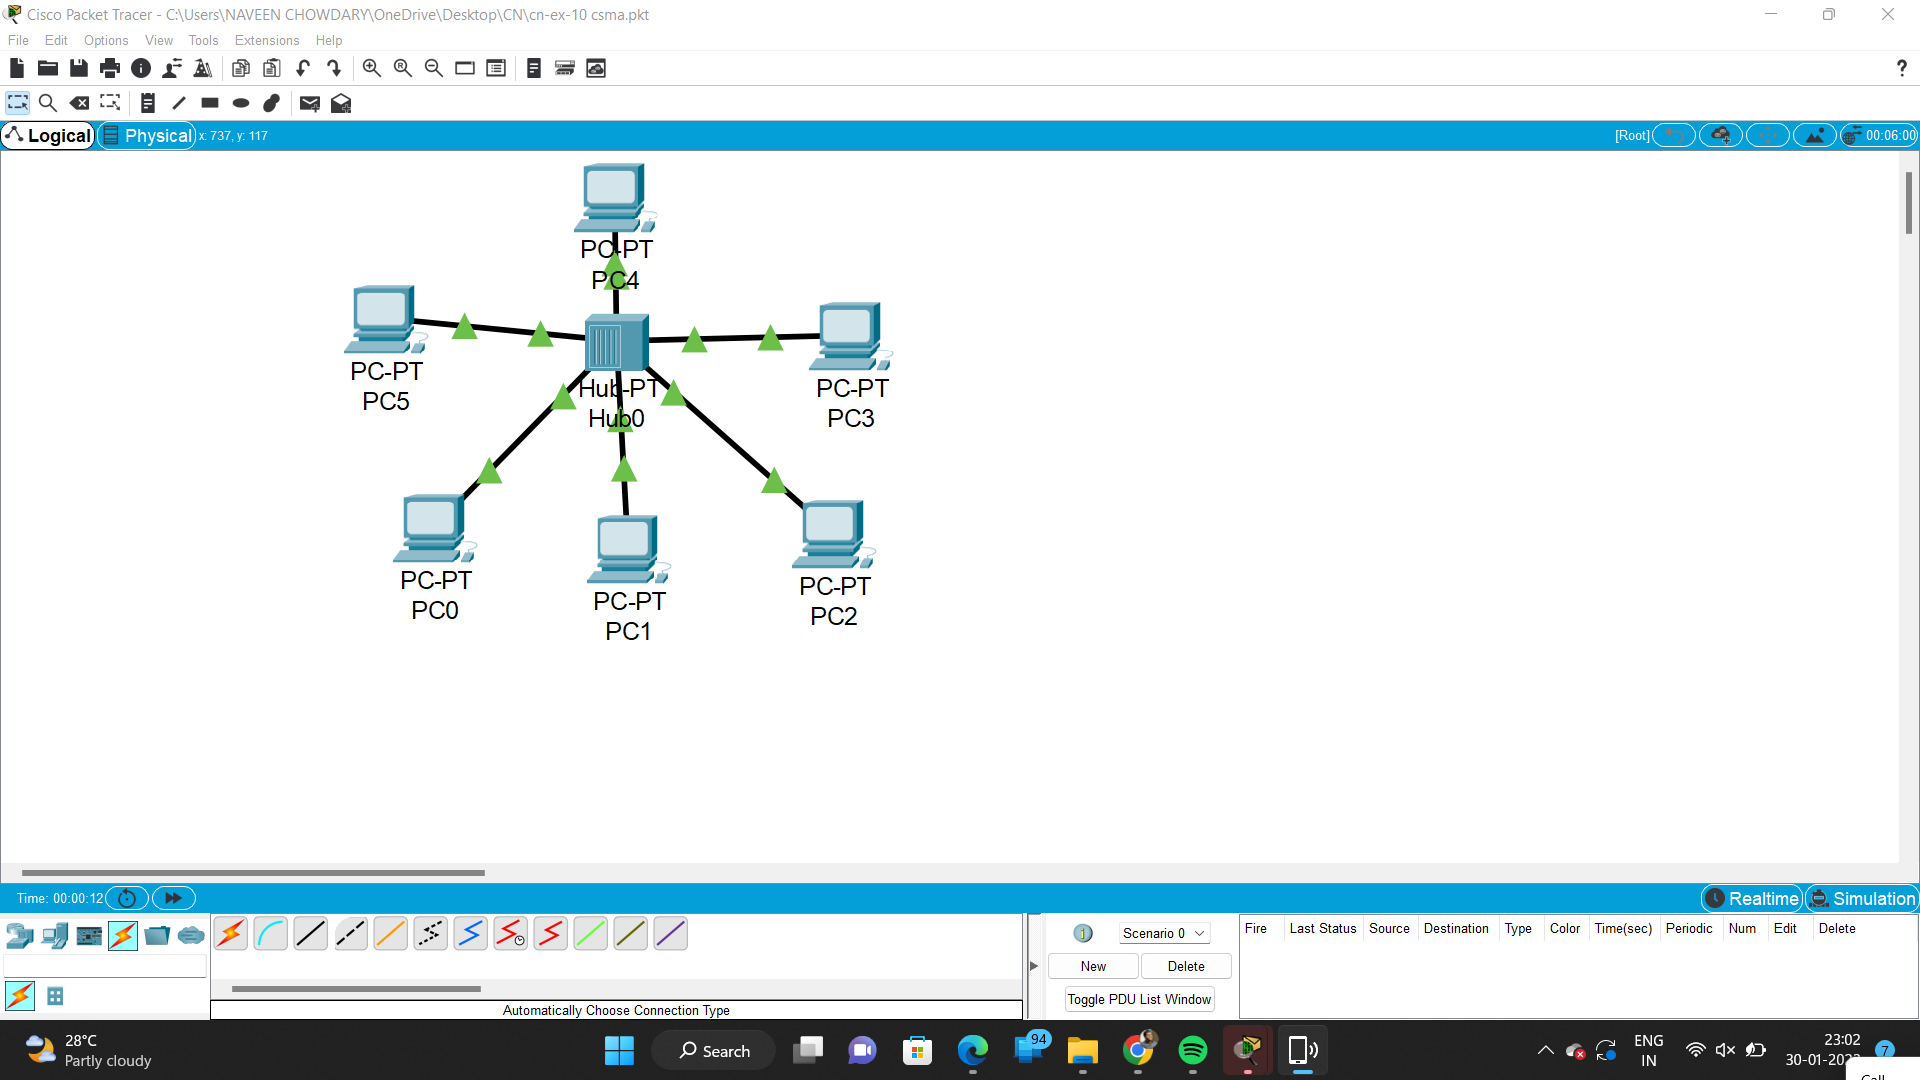 Cisco Packet Tracer - C:\Users\NAVEEN CHOWDARY\OneDrive\Desktop\CN\cn-ex-10 csma.pkt
File Edit Options View Tools Extensions Help
?
Logical Physical x: 737, y: 117 [Root] 00:06:00
PC-PT
PC4
PC-PT
PC5
Hub-PT
Hub0
PC-PT
PC3
PC-PT
PC0
PC-PT
PC1
PC-PT
PC2
Time: 00:00:12 Realtime Simulation
Scenario 0
New Delete
Toggle PDU List Window
Fire Last Status Source Destination Type Color Time(sec) Periodic Num Edit Delete
Automatically Choose Connection Type
28°C
Partly cloudy
Search
94
ENG
IN
23:02
30-01-202
7